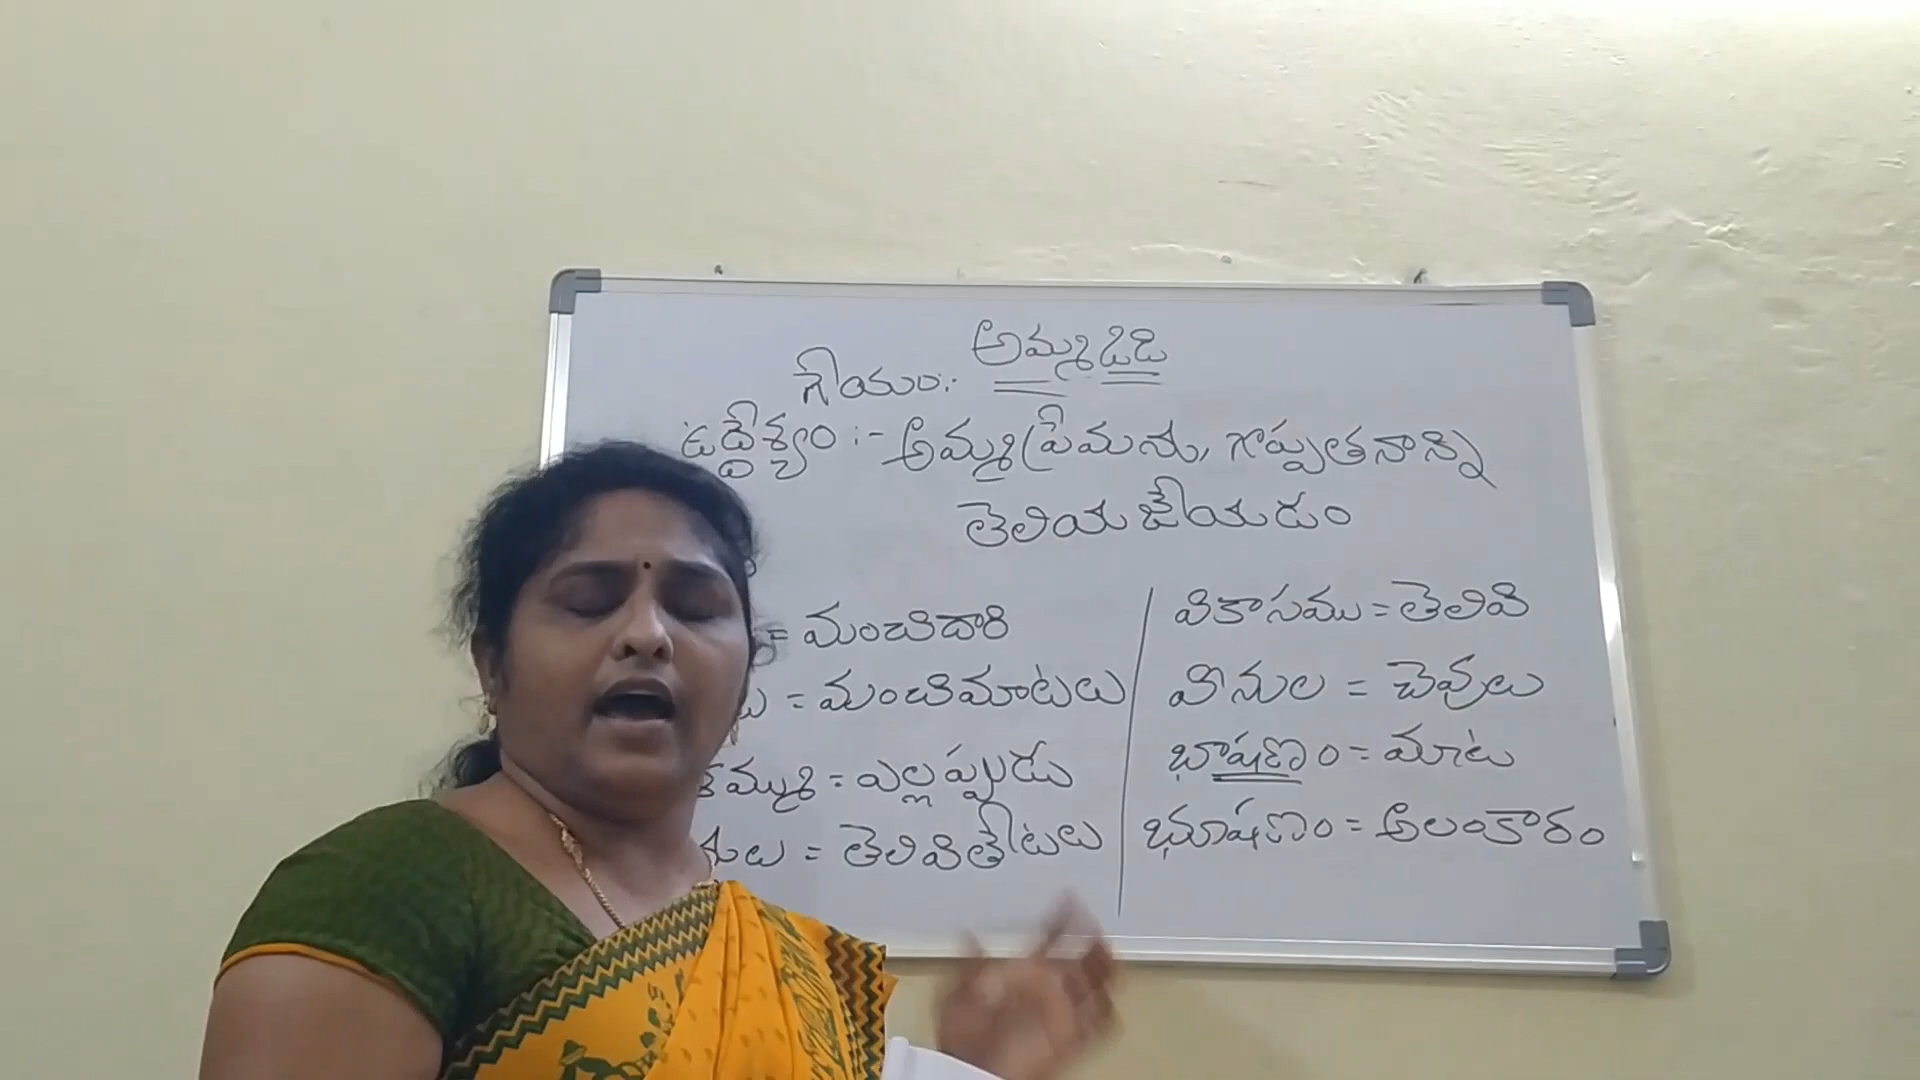 అమ్మఒడి
గేయం:-
ఉద్దేశ్యం :- అమ్మ ప్రేమను, గొప్పతనాన్ని
తెలియజేయడం
= మంచిదారి
= మంచిమాటలు
= ఎల్లప్పుడు
= తెలివితేటలు
వికాసము = తెలివి
వీనుల = చెవులు
భాషణం = మాట
భూషణం = అలంకారం